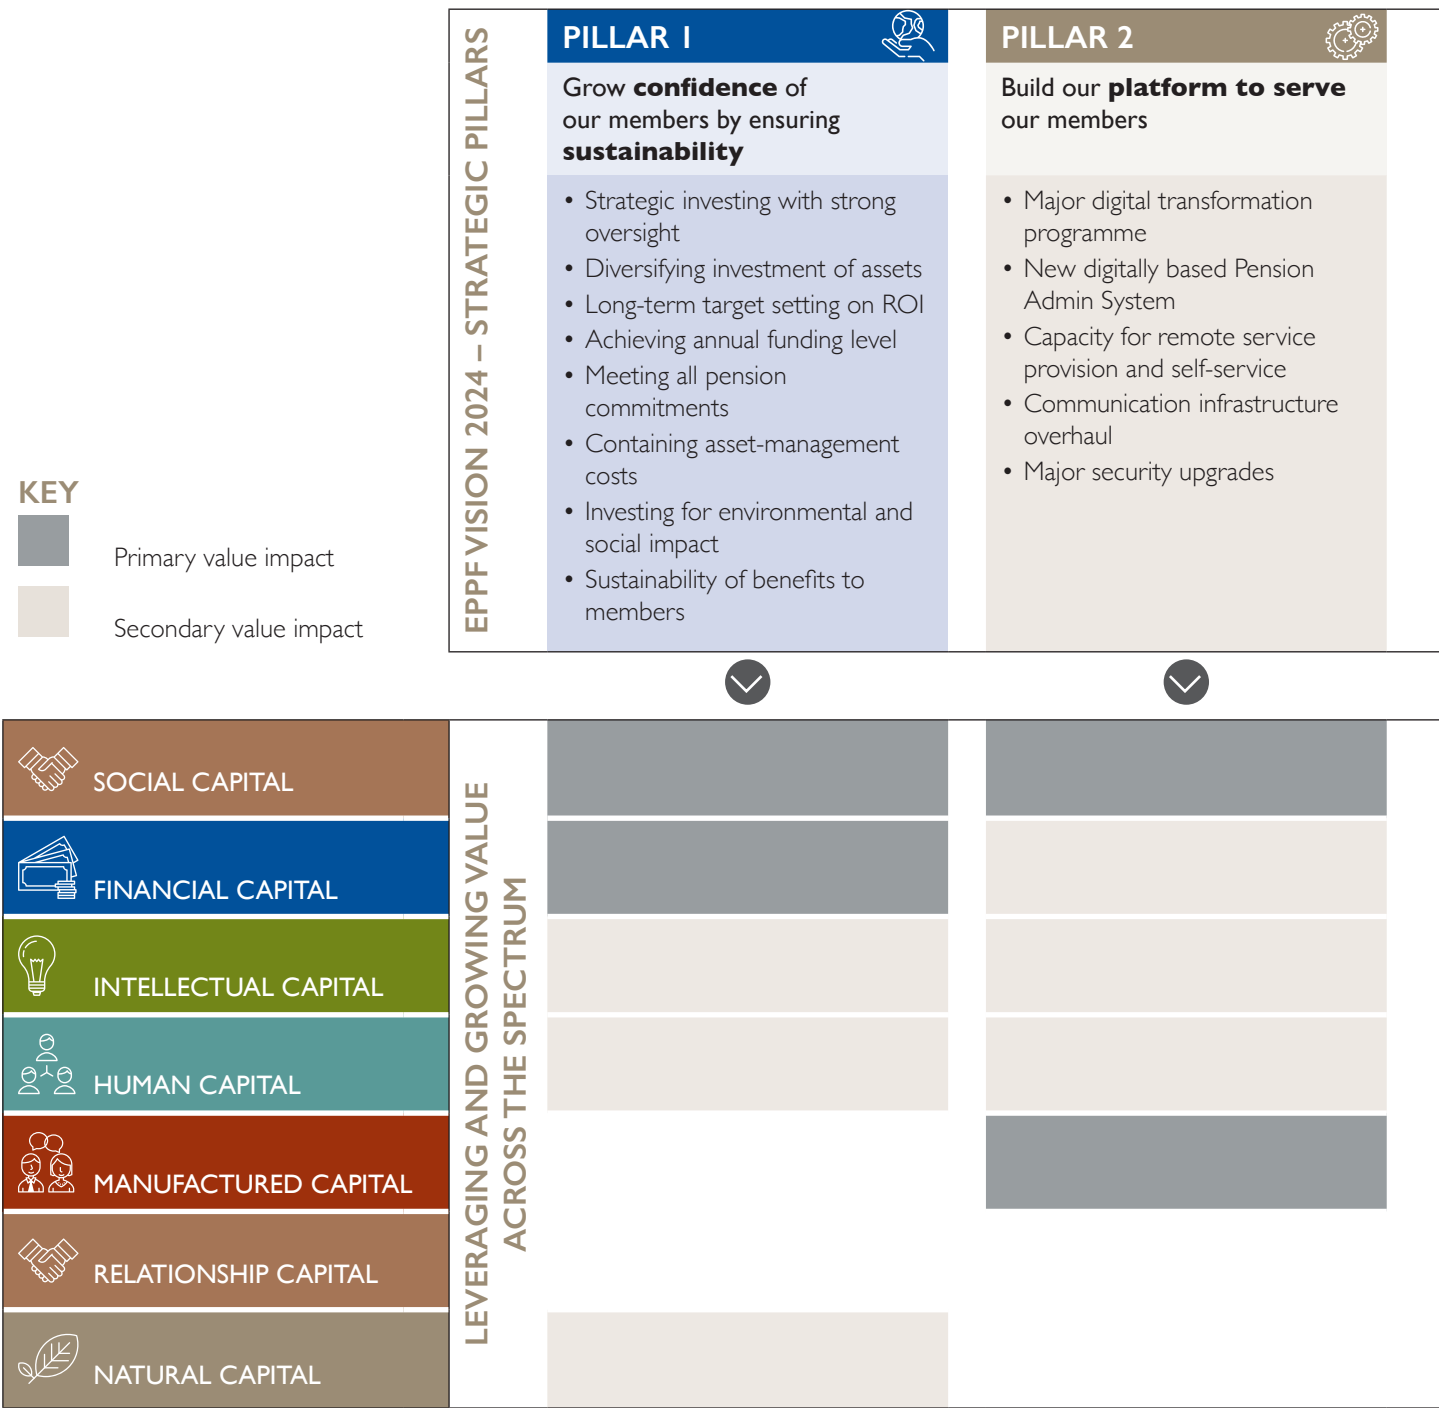 EPPF VISION 2024 – STRATEGIC PILLARS
PILLAR 1
Grow confidence of
our members by ensuring
sustainability
• Strategic investing with strong
oversight
• Diversifying investment of assets
• Long-term target setting on ROI
• Achieving annual funding level
• Meeting all pension
commitments
• Containing asset-management
costs
• Investing for environmental and
social impact
• Sustainability of benefits to
members
PILLAR 2
Build our platform to serve
our members
• Major digital transformation
programme
• New digitally based Pension
Admin System
• Capacity for remote service
provision and self-service
• Communication infrastructure
overhaul
• Major security upgrades
KEY
Primary value impact
Secondary value impact
SOCIAL CAPITAL
FINANCIAL CAPITAL
INTELLECTUAL CAPITAL
HUMAN CAPITAL
MANUFACTURED CAPITAL
RELATIONSHIP CAPITAL
NATURAL CAPITAL
LEVERAGING AND GROWING VALUE
ACROSS THE SPECTRUM